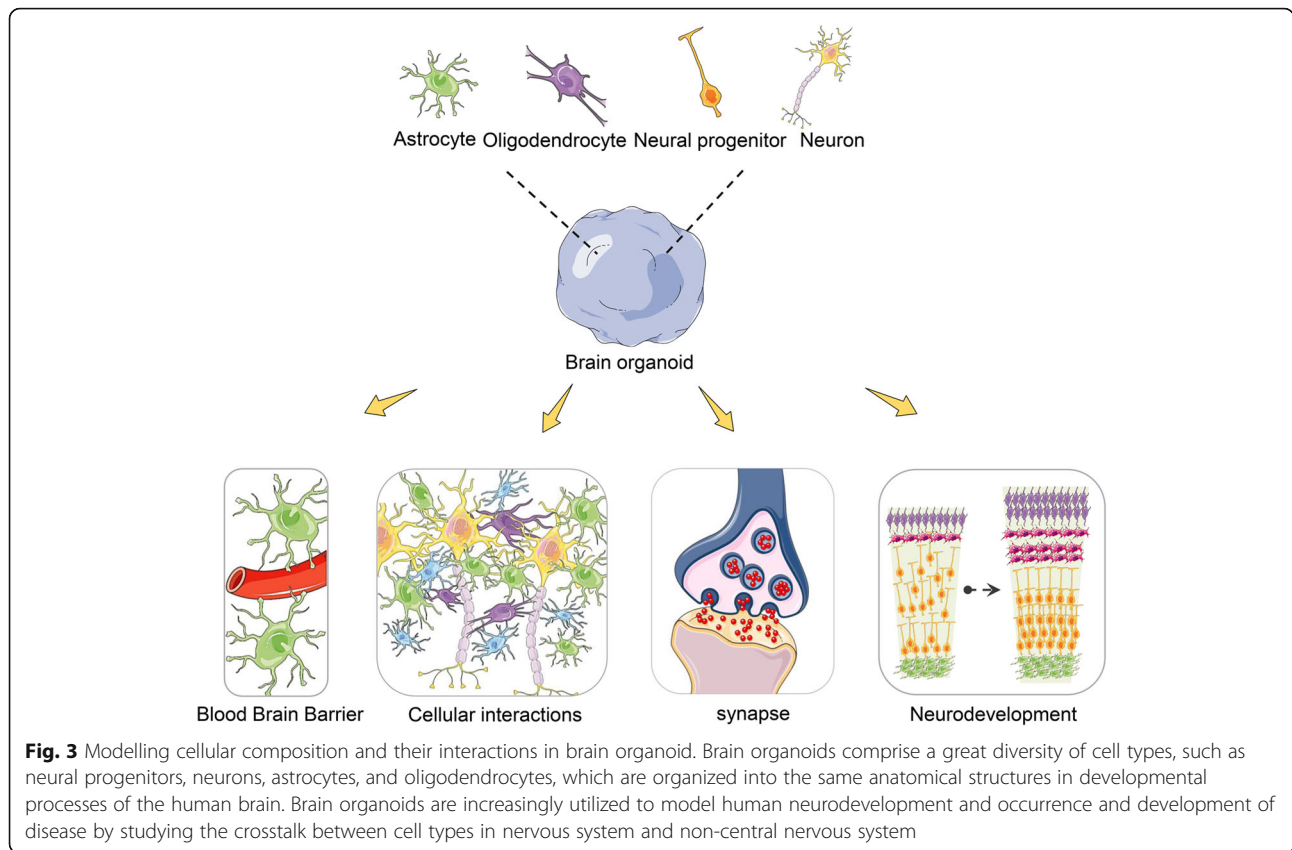 Astrocyte Oligodendrocyte Neural progenitor Neuron
Brain organoid
Blood Brain Barrier Cellular interactions synapse Neurodevelopment
Fig. 3 Modelling cellular composition and their interactions in brain organoid. Brain organoids comprise a great diversity of cell types, such as
neural progenitors, neurons, astrocytes, and oligodendrocytes, which are organized into the same anatomical structures in developmental
processes of the human brain. Brain organoids are increasingly utilized to model human neurodevelopment and occurrence and development of
disease by studying the crosstalk between cell types in nervous system and non-central nervous system